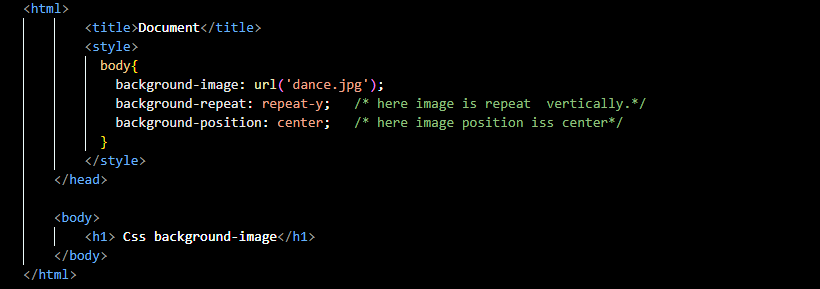 <html>
<title>Document</title>
<style>
body{
background-image: url('dance.jpg');
background-repeat: repeat-y; /* here image is repeat  vertically.*/
background-position: center; /* here image position iss center*/
}
</style>
</head>
<body>
<h1> Css background-image</h1>
</body>
</html>